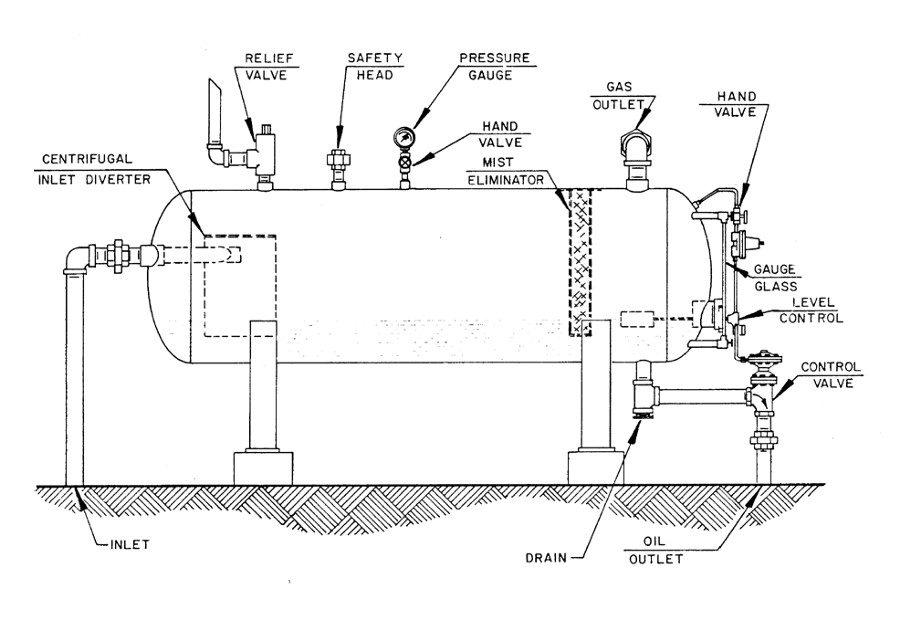 RELIEF
VALVE
SAFETY
HEAD
PRESSURE
GAUGE
GAS
OUTLET
HAND
VALVE
HAND
VALVE
CENTRIFUGAL
INLET DIVERTER
MIST
ELIMINATOR
GAUGE
GLASS
LEVEL
CONTROL
CONTROL
VALVE
INLET
DRAIN
OIL
OUTLET